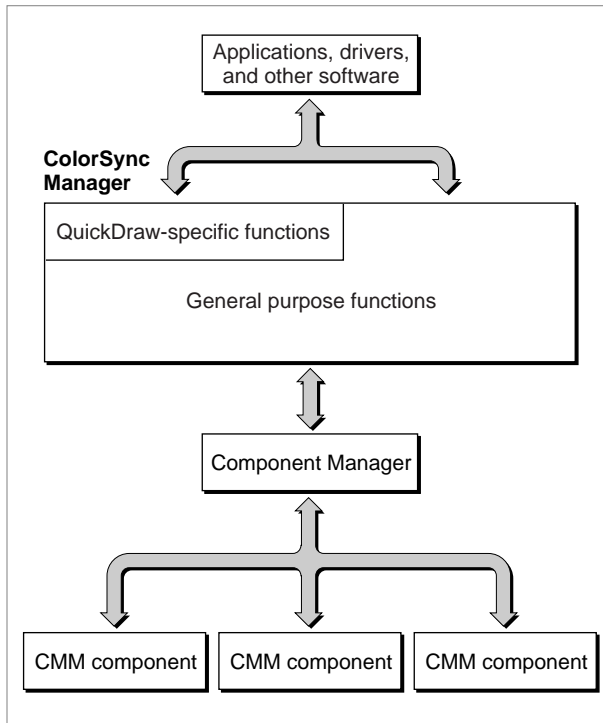 Applications, drivers,
and other software
ColorSync
Manager
QuickDraw-specific functions
General purpose functions
Component Manager
CMM component
CMM component
CMM component